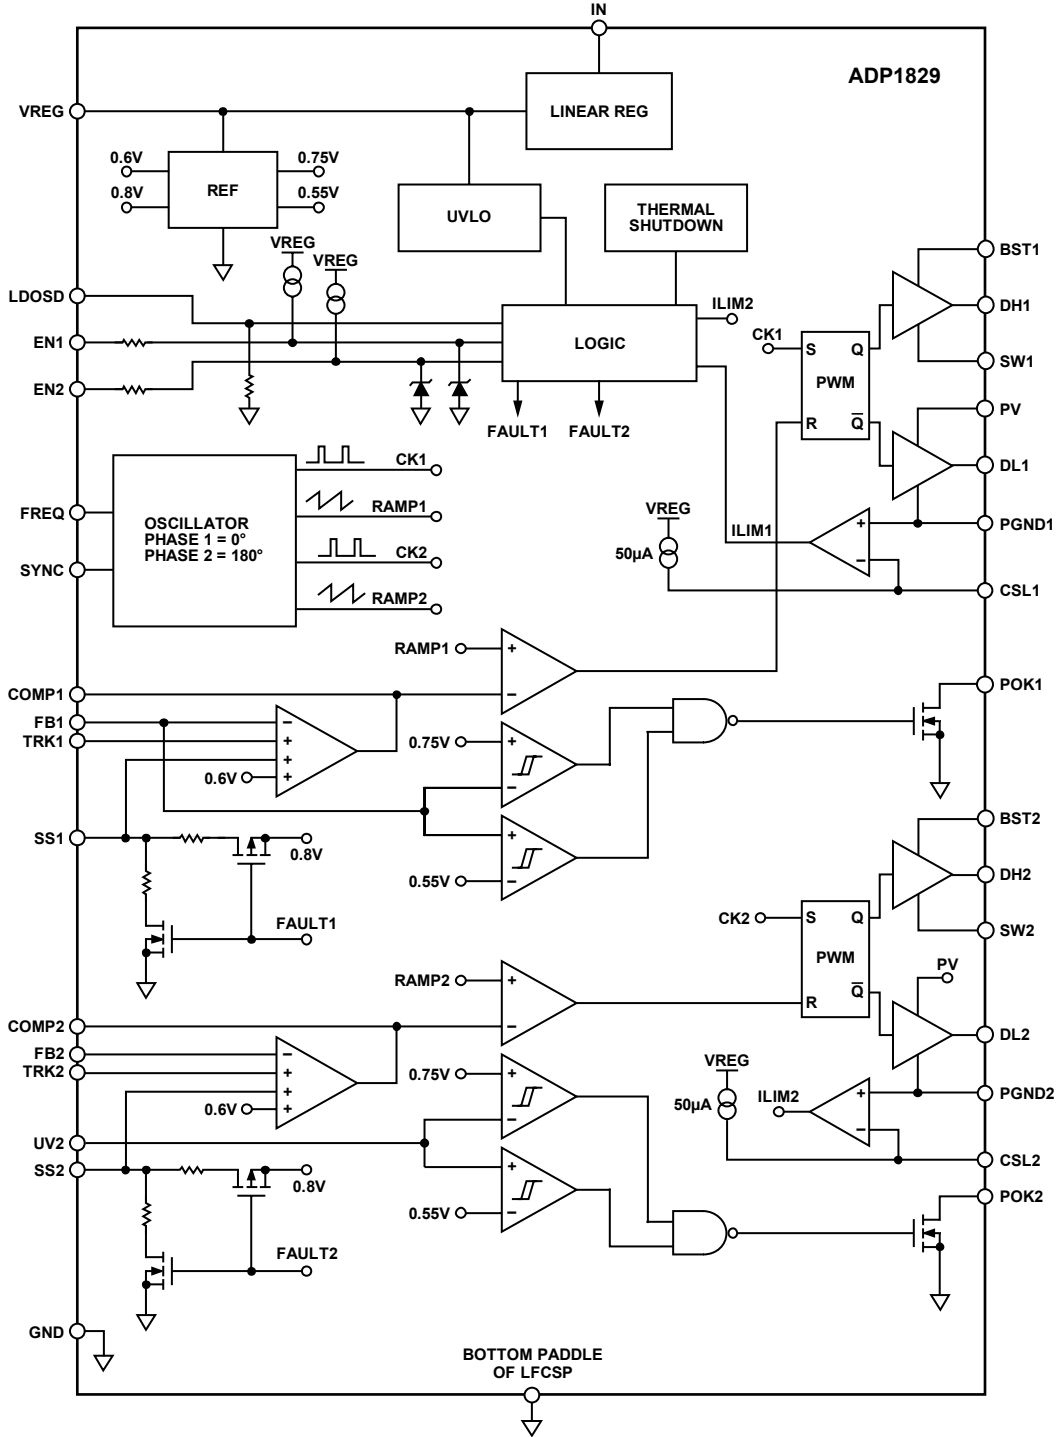 IN
ADP1829
VREG
LINEAR REG
0.6V
0.75V
REF
0.8V
0.55V
UVLO
THERMAL
SHUTDOWN
VREG
VREG
BST1
LDOSD
ILIM2
DH1
EN1
LOGIC
CK1
S
Q
SW1
EN2
PWM
PV
FAULT1
FAULT2
R
Q̅
DL1
CK1
FREQ
RAMP1
VREG
ILIM1
+
PGND1
OSCILLATOR
PHASE 1 = 0°
PHASE 2 = 180°
CK2
50µA
–
SYNC
RAMP2
CSL1
RAMP1
+
COMP1
–
POK1
FB1
–
TRK1
+
0.75V
+
+
0.6V
+
–
BST2
SS1
+
0.8V
0.55V
–
DH2
FAULT1
CK2
S
Q
SW2
PWM
PV
RAMP2
+
R
Q̅
COMP2
–
DL2
FB2
–
TRK2
+
0.75V
+
VREG
+
0.6V
+
50µA
ILIM2
+
PGND2
UV2
–
–
SS2
+
CSL2
0.8V
POK2
0.55V
–
FAULT2
GND
BOTTOM PADDLE
OF LFCSP